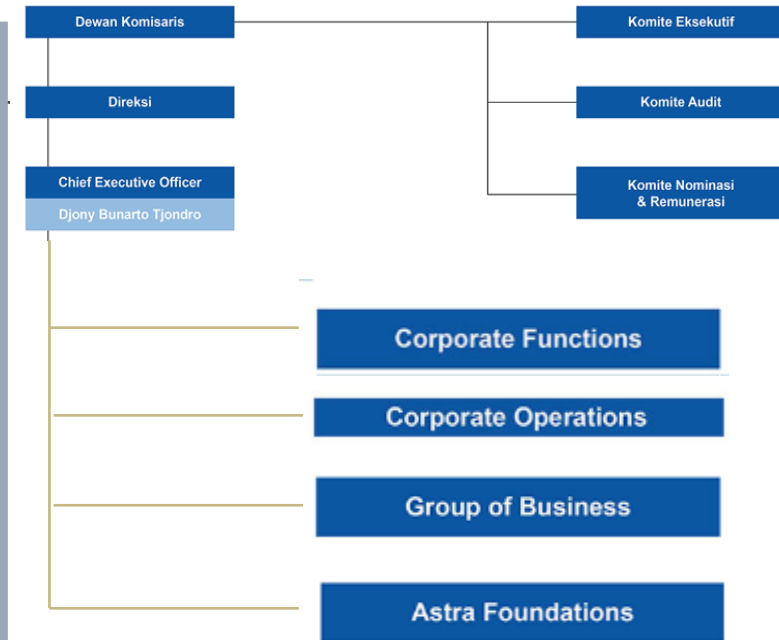 Dewan Komisaris
Komite Eksekutif
Direksi
Komite Audit
Chief Executive Officer
Djony Bunarto Tjondro
Komite Nominasi
& Remunerasi
Corporate Functions
Corporate Operations
Group of Business
Astra Foundations